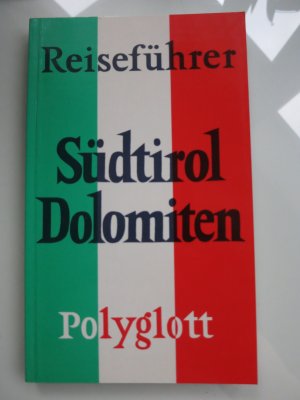 Reiseführer
Südtirol
Dolomiten
Polyglott